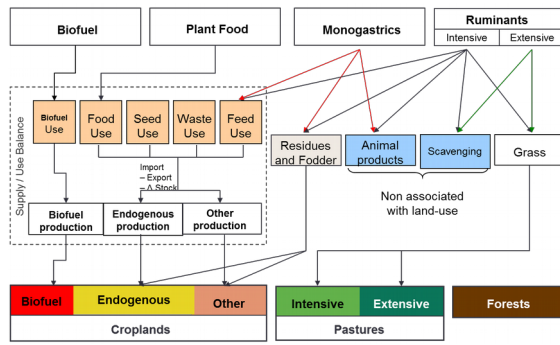 Biofuel
Plant Food
Monogastrics
Ruminants
Intensive
Extensive
Supply / Use Balance
Biofuel
Use
Food
Use
Seed
Use
Waste
Use
Feed
Use
Import
– Export
– Δ Stock
Residues
and Fodder
Animal
products
Scavenging
Grass
Non associated
with land-use
Biofuel
production
Endogenous
production
Other
production
Biofuel
Endogenous
Other
Croplands
Intensive
Extensive
Pastures
Forests